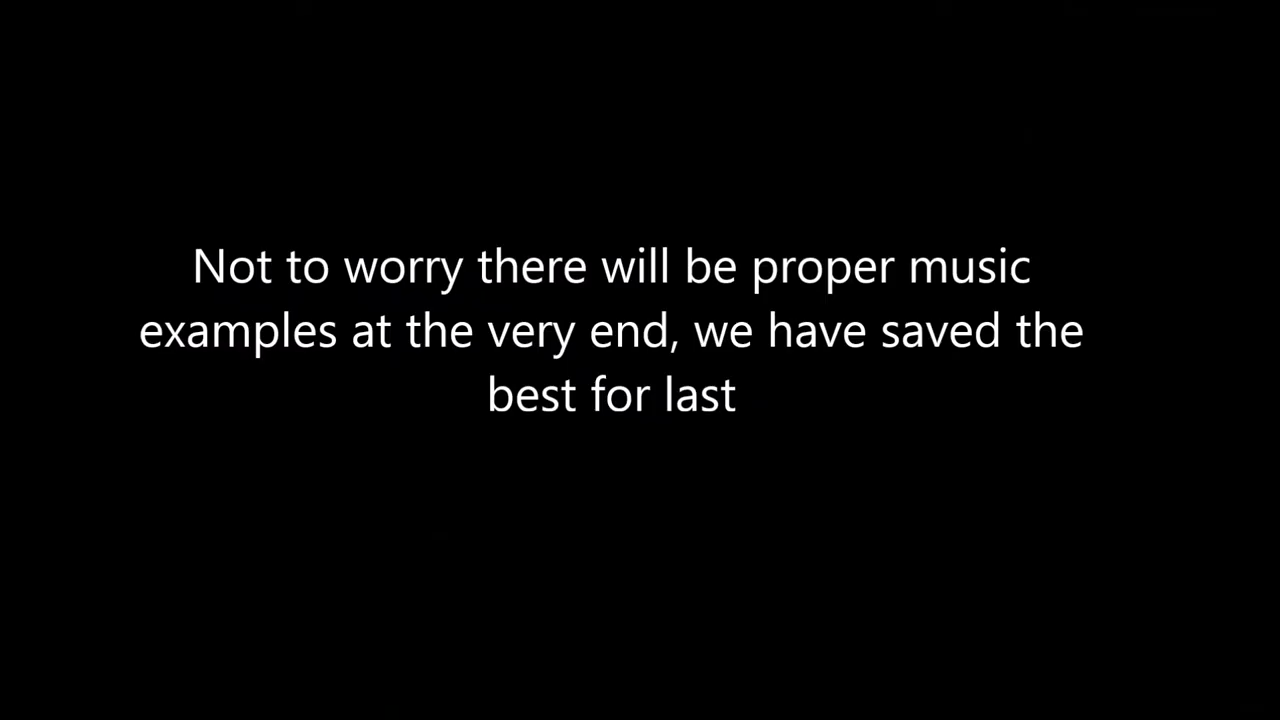 Not to worry there will be proper music
examples at the very end, we have saved the
best for last